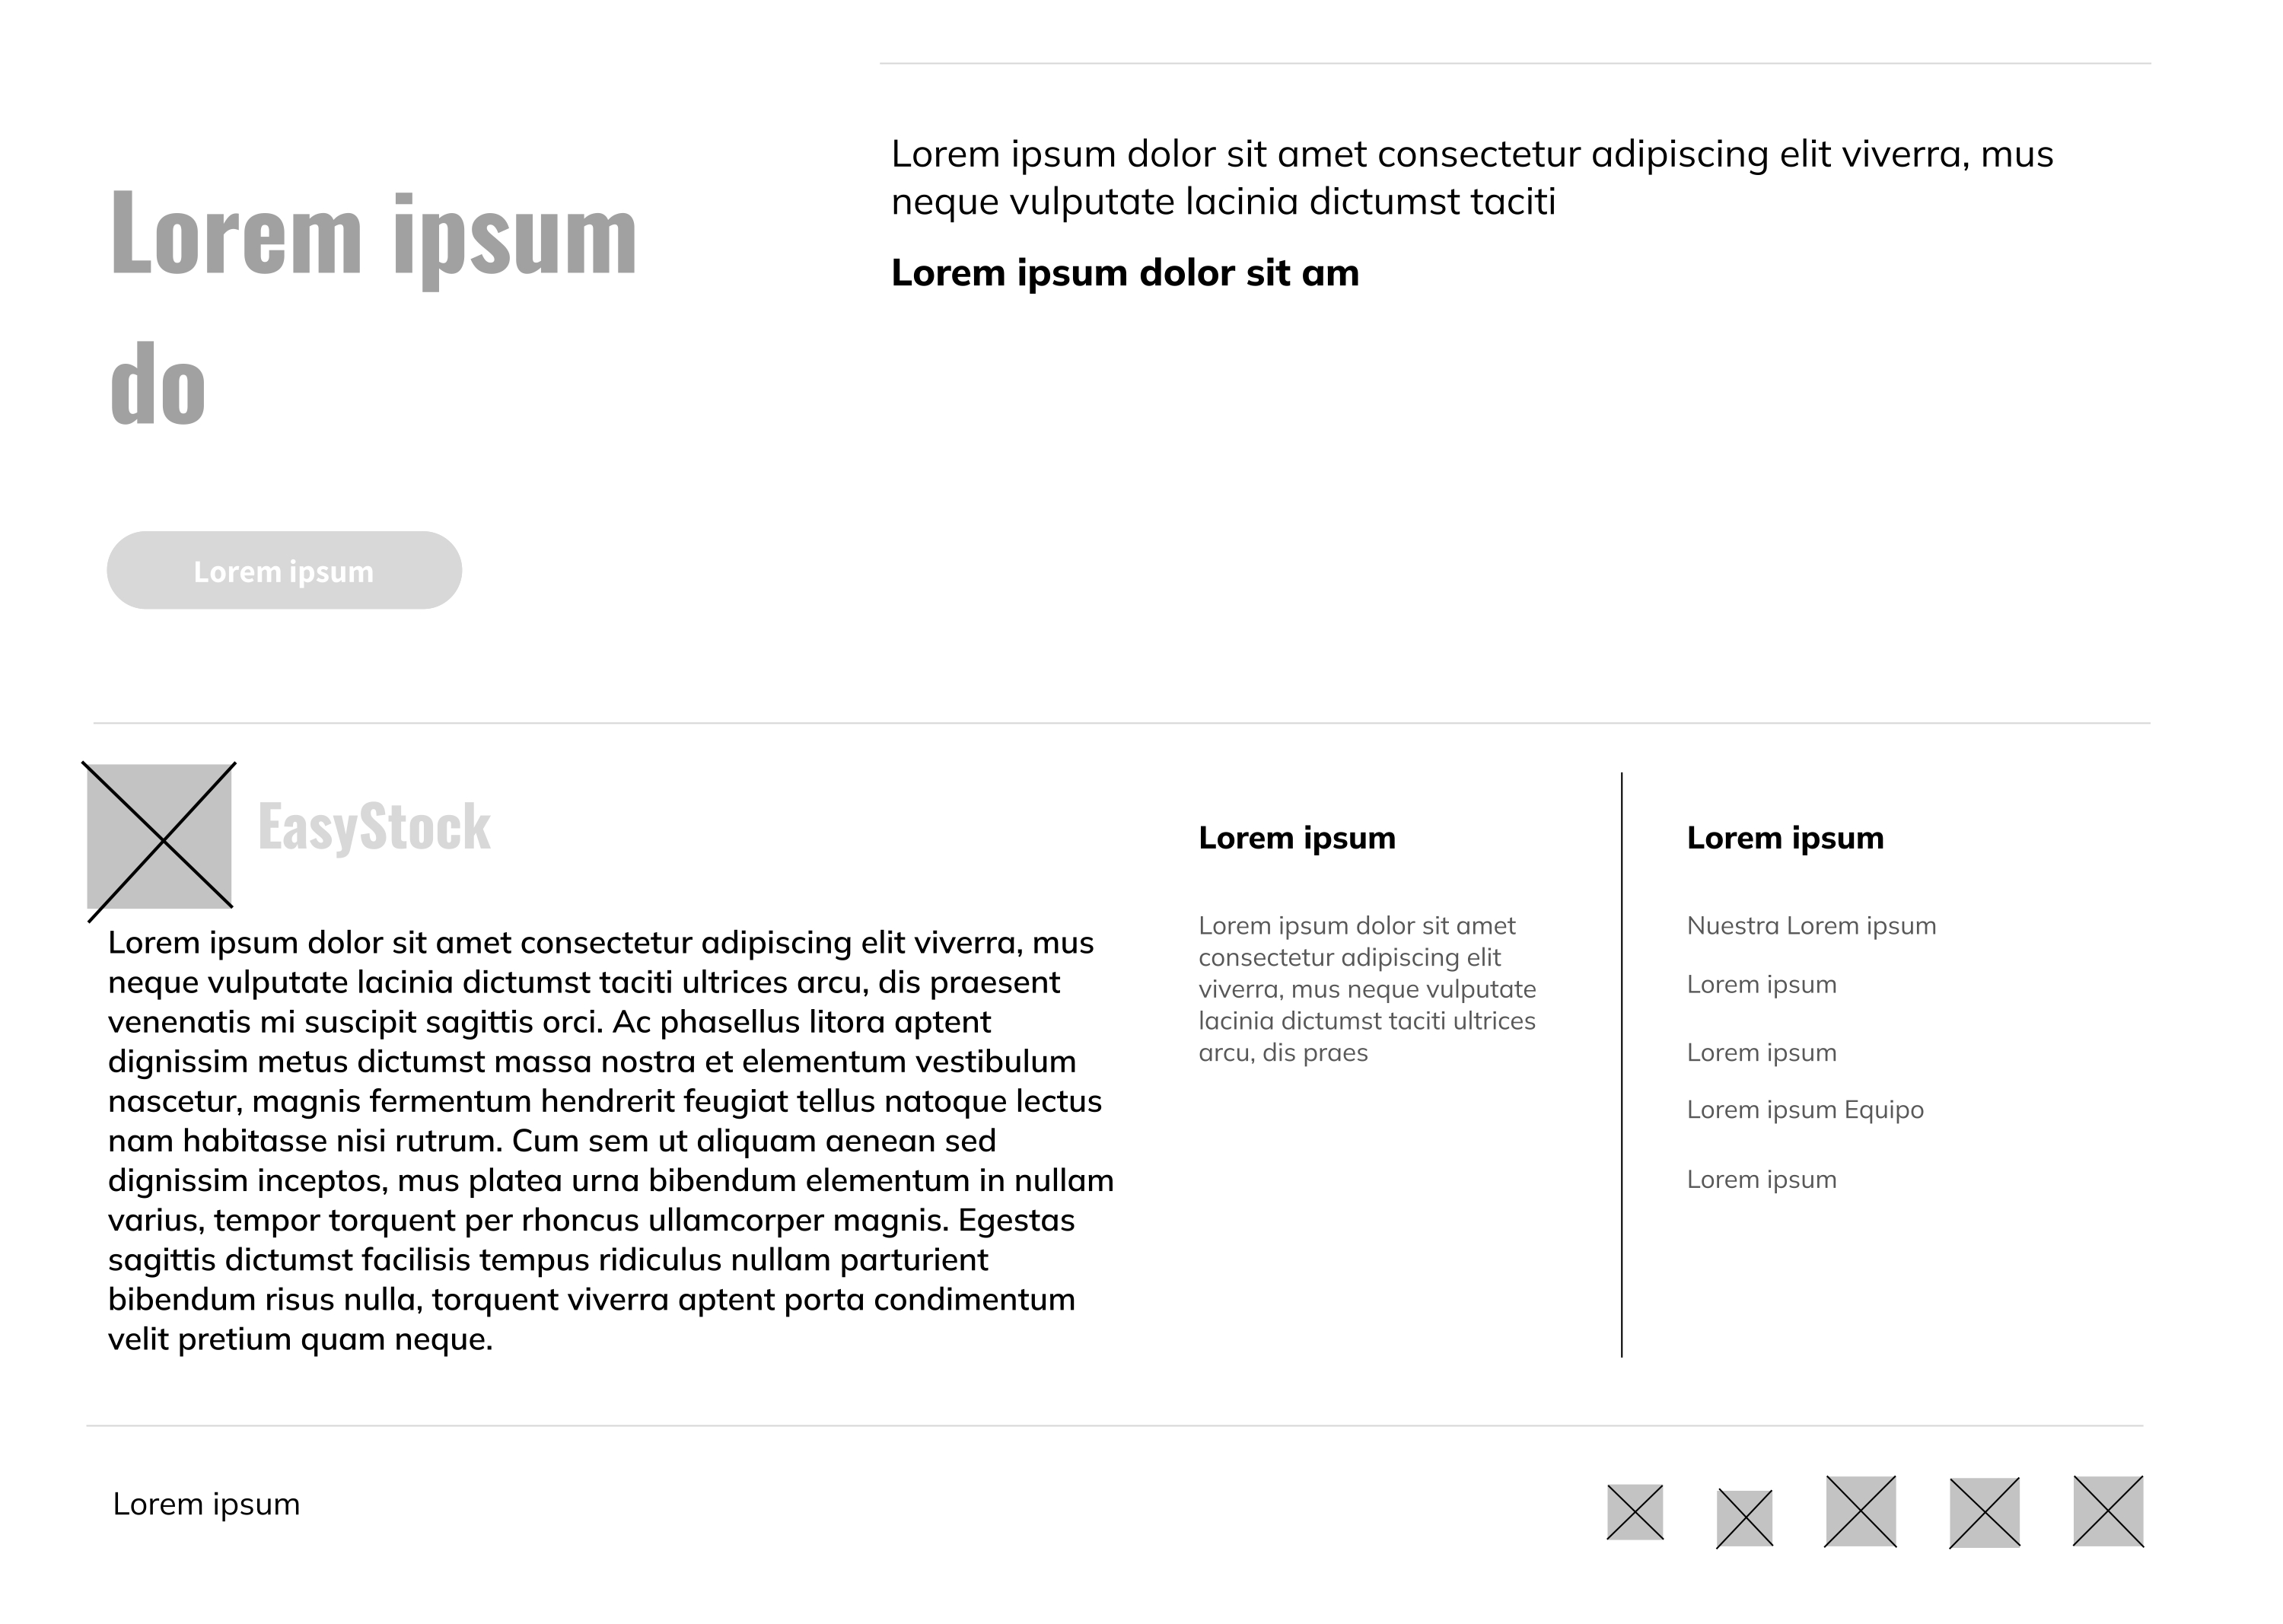 Lorem ipsum
do
Lorem ipsum
Lorem ipsum dolor sit amet consectetur adipiscing elit viverra, mus
neque vulputate lacinia dictumst taciti
Lorem ipsum dolor sit am
EasyStock
Lorem ipsum dolor sit amet consectetur adipiscing elit viverra, mus
neque vulputate lacinia dictumst taciti ultrices arcu, dis praesent
venenatis mi suscipit sagittis orci. Ac phasellus litora aptent
dignissim metus dictumst massa nostra et elementum vestibulum
nascetur, magnis fermentum hendrerit feugiat tellus natoque lectus
nam habitasse nisi rutrum. Cum sem ut aliquam aenean sed
dignissim inceptos, mus platea urna bibendum elementum in nullam
varius, tempor torquent per rhoncus ullamcorper magnis. Egestas
sagittis dictumst facilisis tempus ridiculus nullam parturient
bibendum risus nulla, torquent viverra aptent porta condimentum
velit pretium quam neque.
Lorem ipsum
Lorem ipsum dolor sit amet
consectetur adipiscing elit
viverra, mus neque vulputate
lacinia dictumst taciti ultrices
arcu, dis praes
Lorem ipsum
Nuestra Lorem ipsum
Lorem ipsum
Lorem ipsum
Lorem ipsum Equipo
Lorem ipsum
Lorem ipsum